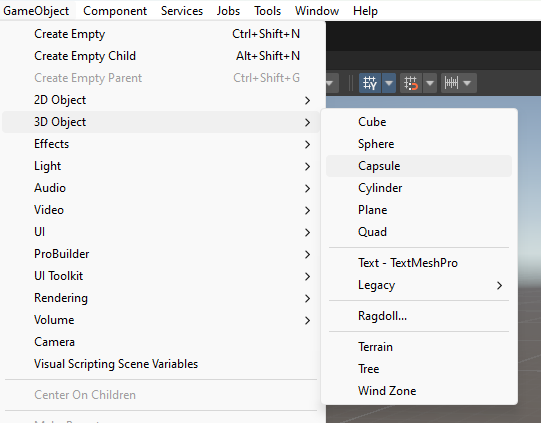 GameObject Component Services Jobs Tools Window Help
Create Empty Ctrl+Shift+N
Create Empty Child Alt+Shift+N
Create Empty Parent Ctrl+Shift+G
2D Object
3D Object
Effects
Light
Audio
Video
UI
ProBuilder
UI Toolkit
Rendering
Volume
Camera
Visual Scripting Scene Variables
Center On Children
Cube
Sphere
Capsule
Cylinder
Plane
Quad
Text - TextMeshPro
Legacy
Ragdoll...
Terrain
Tree
Wind Zone